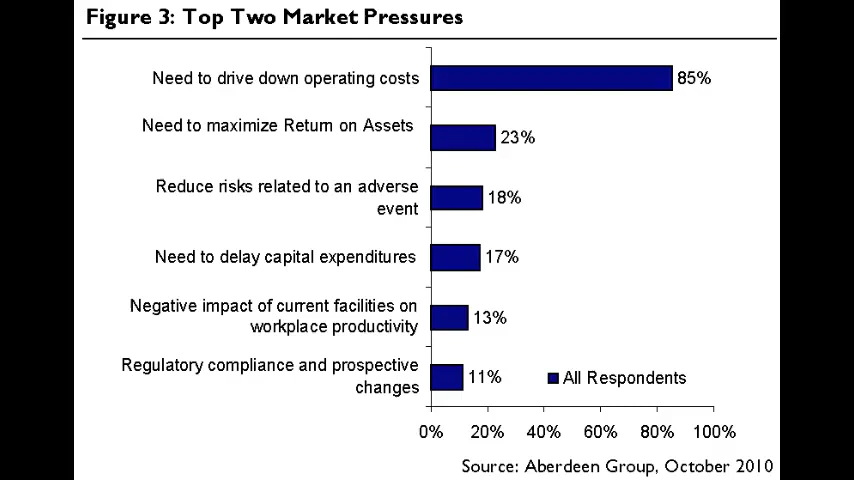 Figure 3: Top Two Market Pressures
Need to drive down operating costs
85%
Need to maximize Return on Assets
23%
Reduce risks related to an adverse
event
18%
Need to delay capital expenditures
17%
Negative impact of current facilities on
workplace productivity
13%
Regulatory compliance and prospective
changes
11%
All Respondents
0% 20% 40% 60% 80% 100%
Source: Aberdeen Group, October 2010